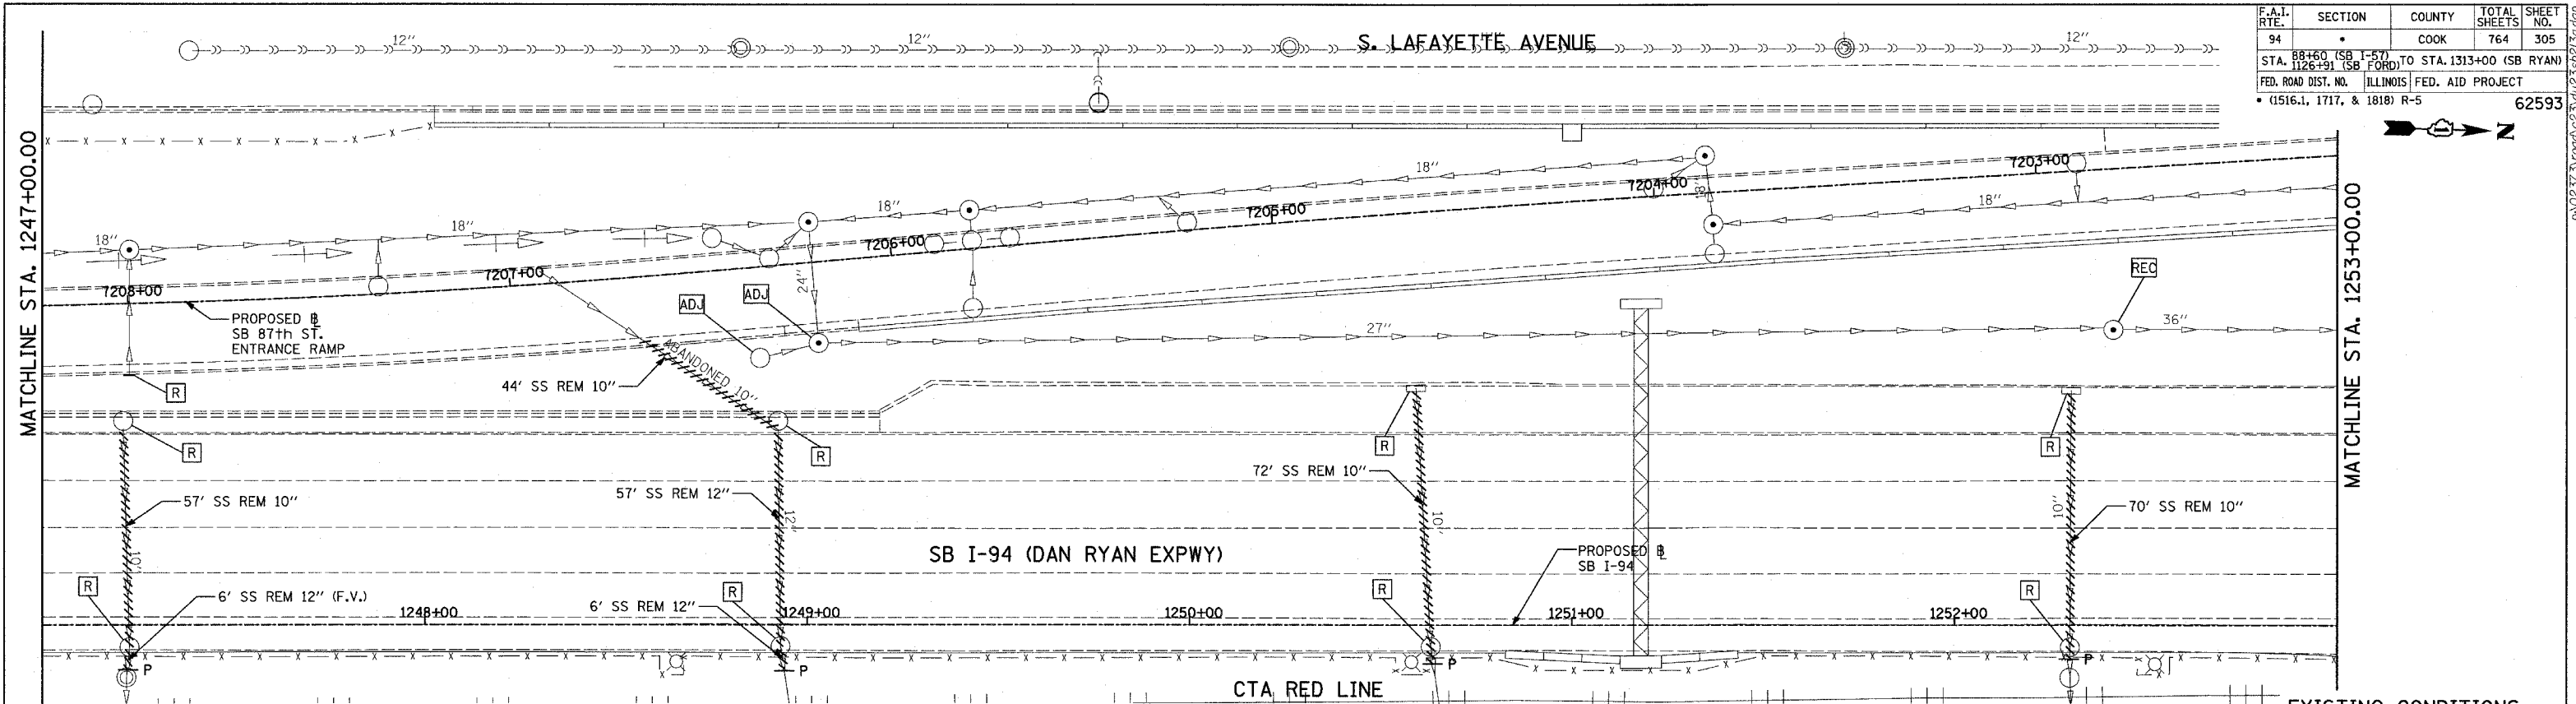 F.A.I. RTE. SECTION COUNTY TOTAL SHEETS SHEET NO.
94 • COOK 764 305
STA. 88+60 (SB I-57) 1126+91 (SB FORD) TO STA. 1313+00 (SB RYAN)
FED. ROAD DIST. NO. ILLINOIS FED. AID PROJECT
• (1516.1, 1717, & 1818) R-5 62593
N
12" 12" S. LAFAYETTE AVENUE 12"
MATCHLINE STA. 1247+00.00
MATCHLINE STA. 1253+00.00
18" 18" 18" 18" 18" 18"
24"
7208+00 7207+00 7206+00 7205+00 7204+00 7203+00
PROPOSED BL
SB 87th ST.
ENTRANCE RAMP
ADJ ADJ REC
27" 36"
ABANDONED 10"
44' SS REM 10"
R R R R R
57' SS REM 10"
57' SS REM 12"
72' SS REM 10"
70' SS REM 10"
10" 12" 10" 10"
SB I-94 (DAN RYAN EXPWY)
PROPOSED BL
SB I-94
R R R R
6' SS REM 12" (F.V.)
6' SS REM 12"
1248+00 1249+00 1250+00 1251+00 1252+00
P P P P
CTA RED LINE
EXISTING CONDITIONS